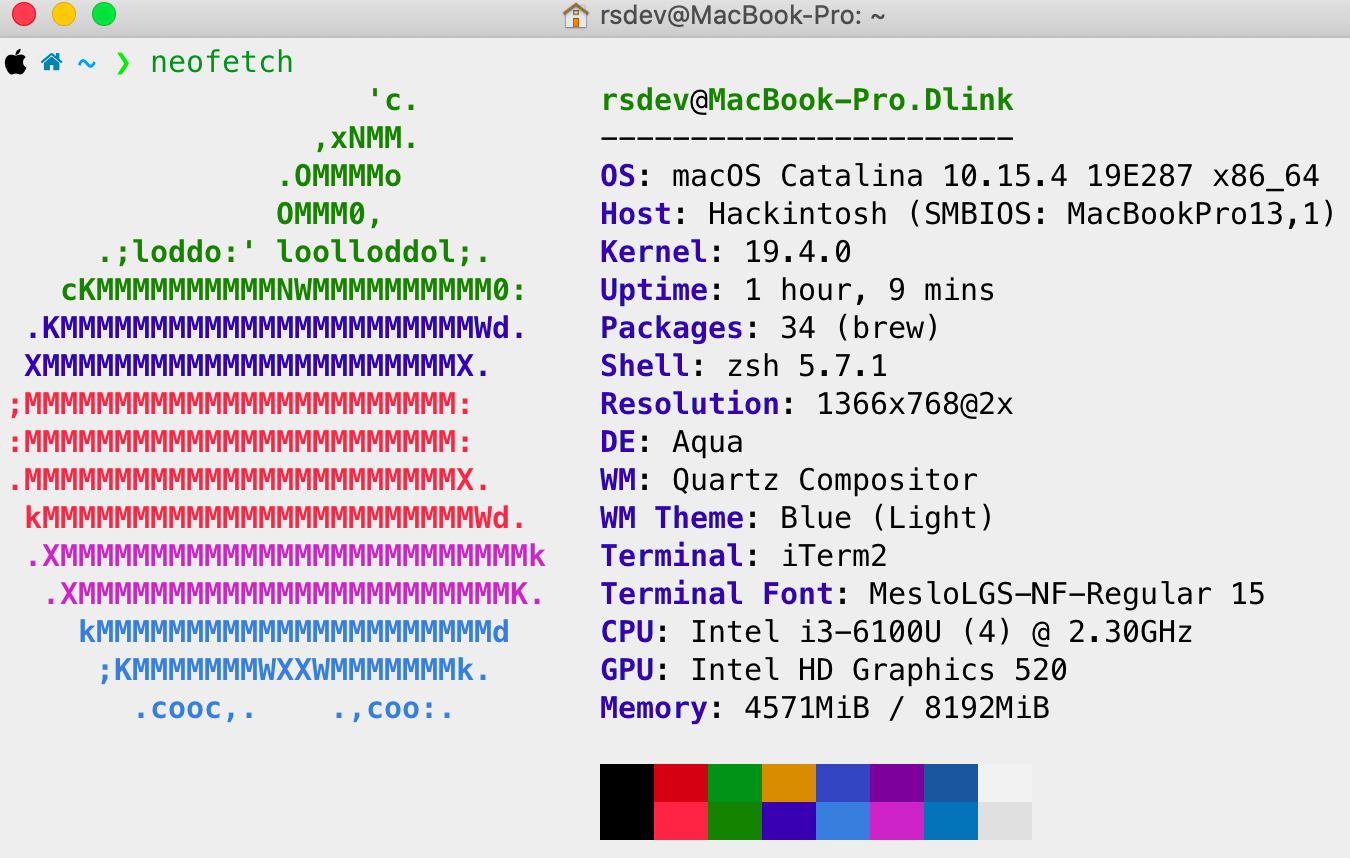 rsdev@MacBook-Pro: ~
~ ❯ neofetch
'c. rsdev@MacBook-Pro.Dlink
,xNMM. -----------------------
.OMMMMo OS: macOS Catalina 10.15.4 19E287 x86_64
OMMM0, Host: Hackintosh (SMBIOS: MacBookPro13,1)
.;loddo:' loolloddol;. Kernel: 19.4.0
cKMMMMMMMMMMNWMMMMMMMMMM0: Uptime: 1 hour, 9 mins
.KMMMMMMMMMMMMMMMMMMMMMMMWd. Packages: 34 (brew)
XMMMMMMMMMMMMMMMMMMMMMMMX. Shell: zsh 5.7.1
;MMMMMMMMMMMMMMMMMMMMMMMM: Resolution: 1366x768@2x
:MMMMMMMMMMMMMMMMMMMMMMMM: DE: Aqua
.MMMMMMMMMMMMMMMMMMMMMMMMX. WM: Quartz Compositor
kMMMMMMMMMMMMMMMMMMMMMMMMWd. WM Theme: Blue (Light)
.XMMMMMMMMMMMMMMMMMMMMMMMMMMk Terminal: iTerm2
.XMMMMMMMMMMMMMMMMMMMMMMMMK. Terminal Font: MesloLGS-NF-Regular 15
kMMMMMMMMMMMMMMMMMMMMMMd CPU: Intel i3-6100U (4) @ 2.30GHz
;KMMMMMMMWXXWMMMMMMMk. GPU: Intel HD Graphics 520
.cooc,. .,coo:. Memory: 4571MiB / 8192MiB